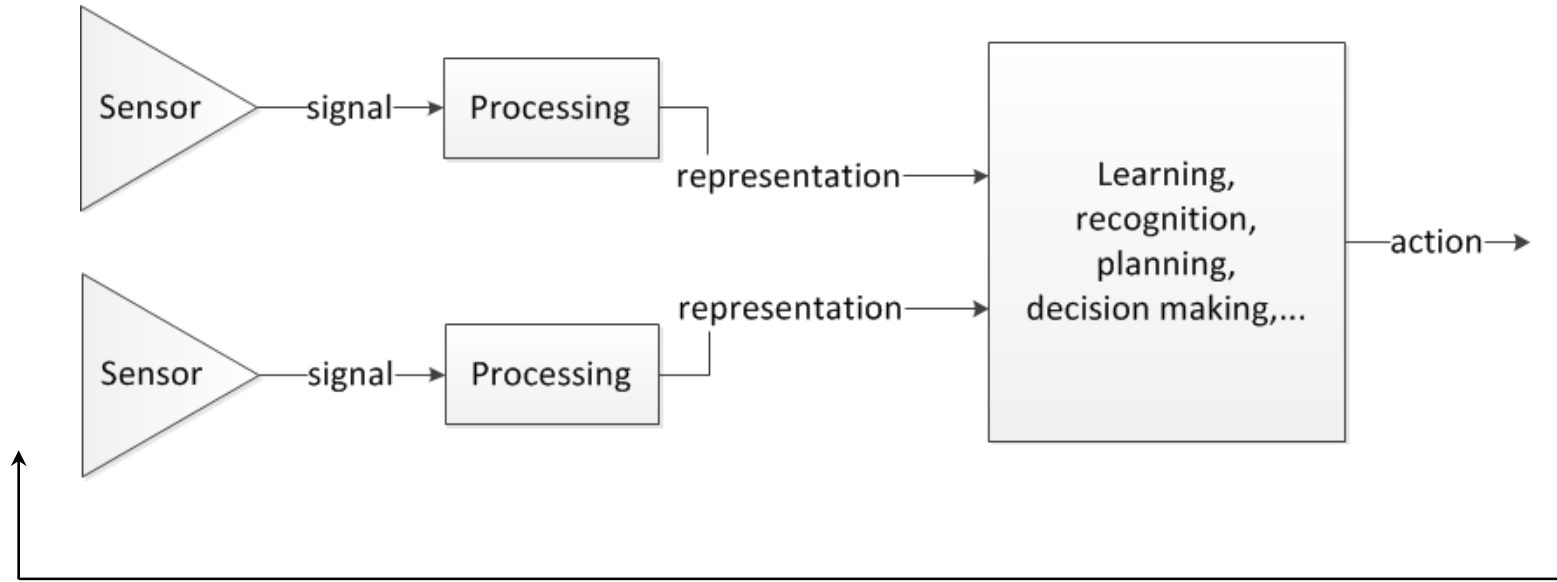 Sensor
signal
Processing
representation
Learning,
recognition,
planning,
decision making,...
action
representation
Sensor
signal
Processing